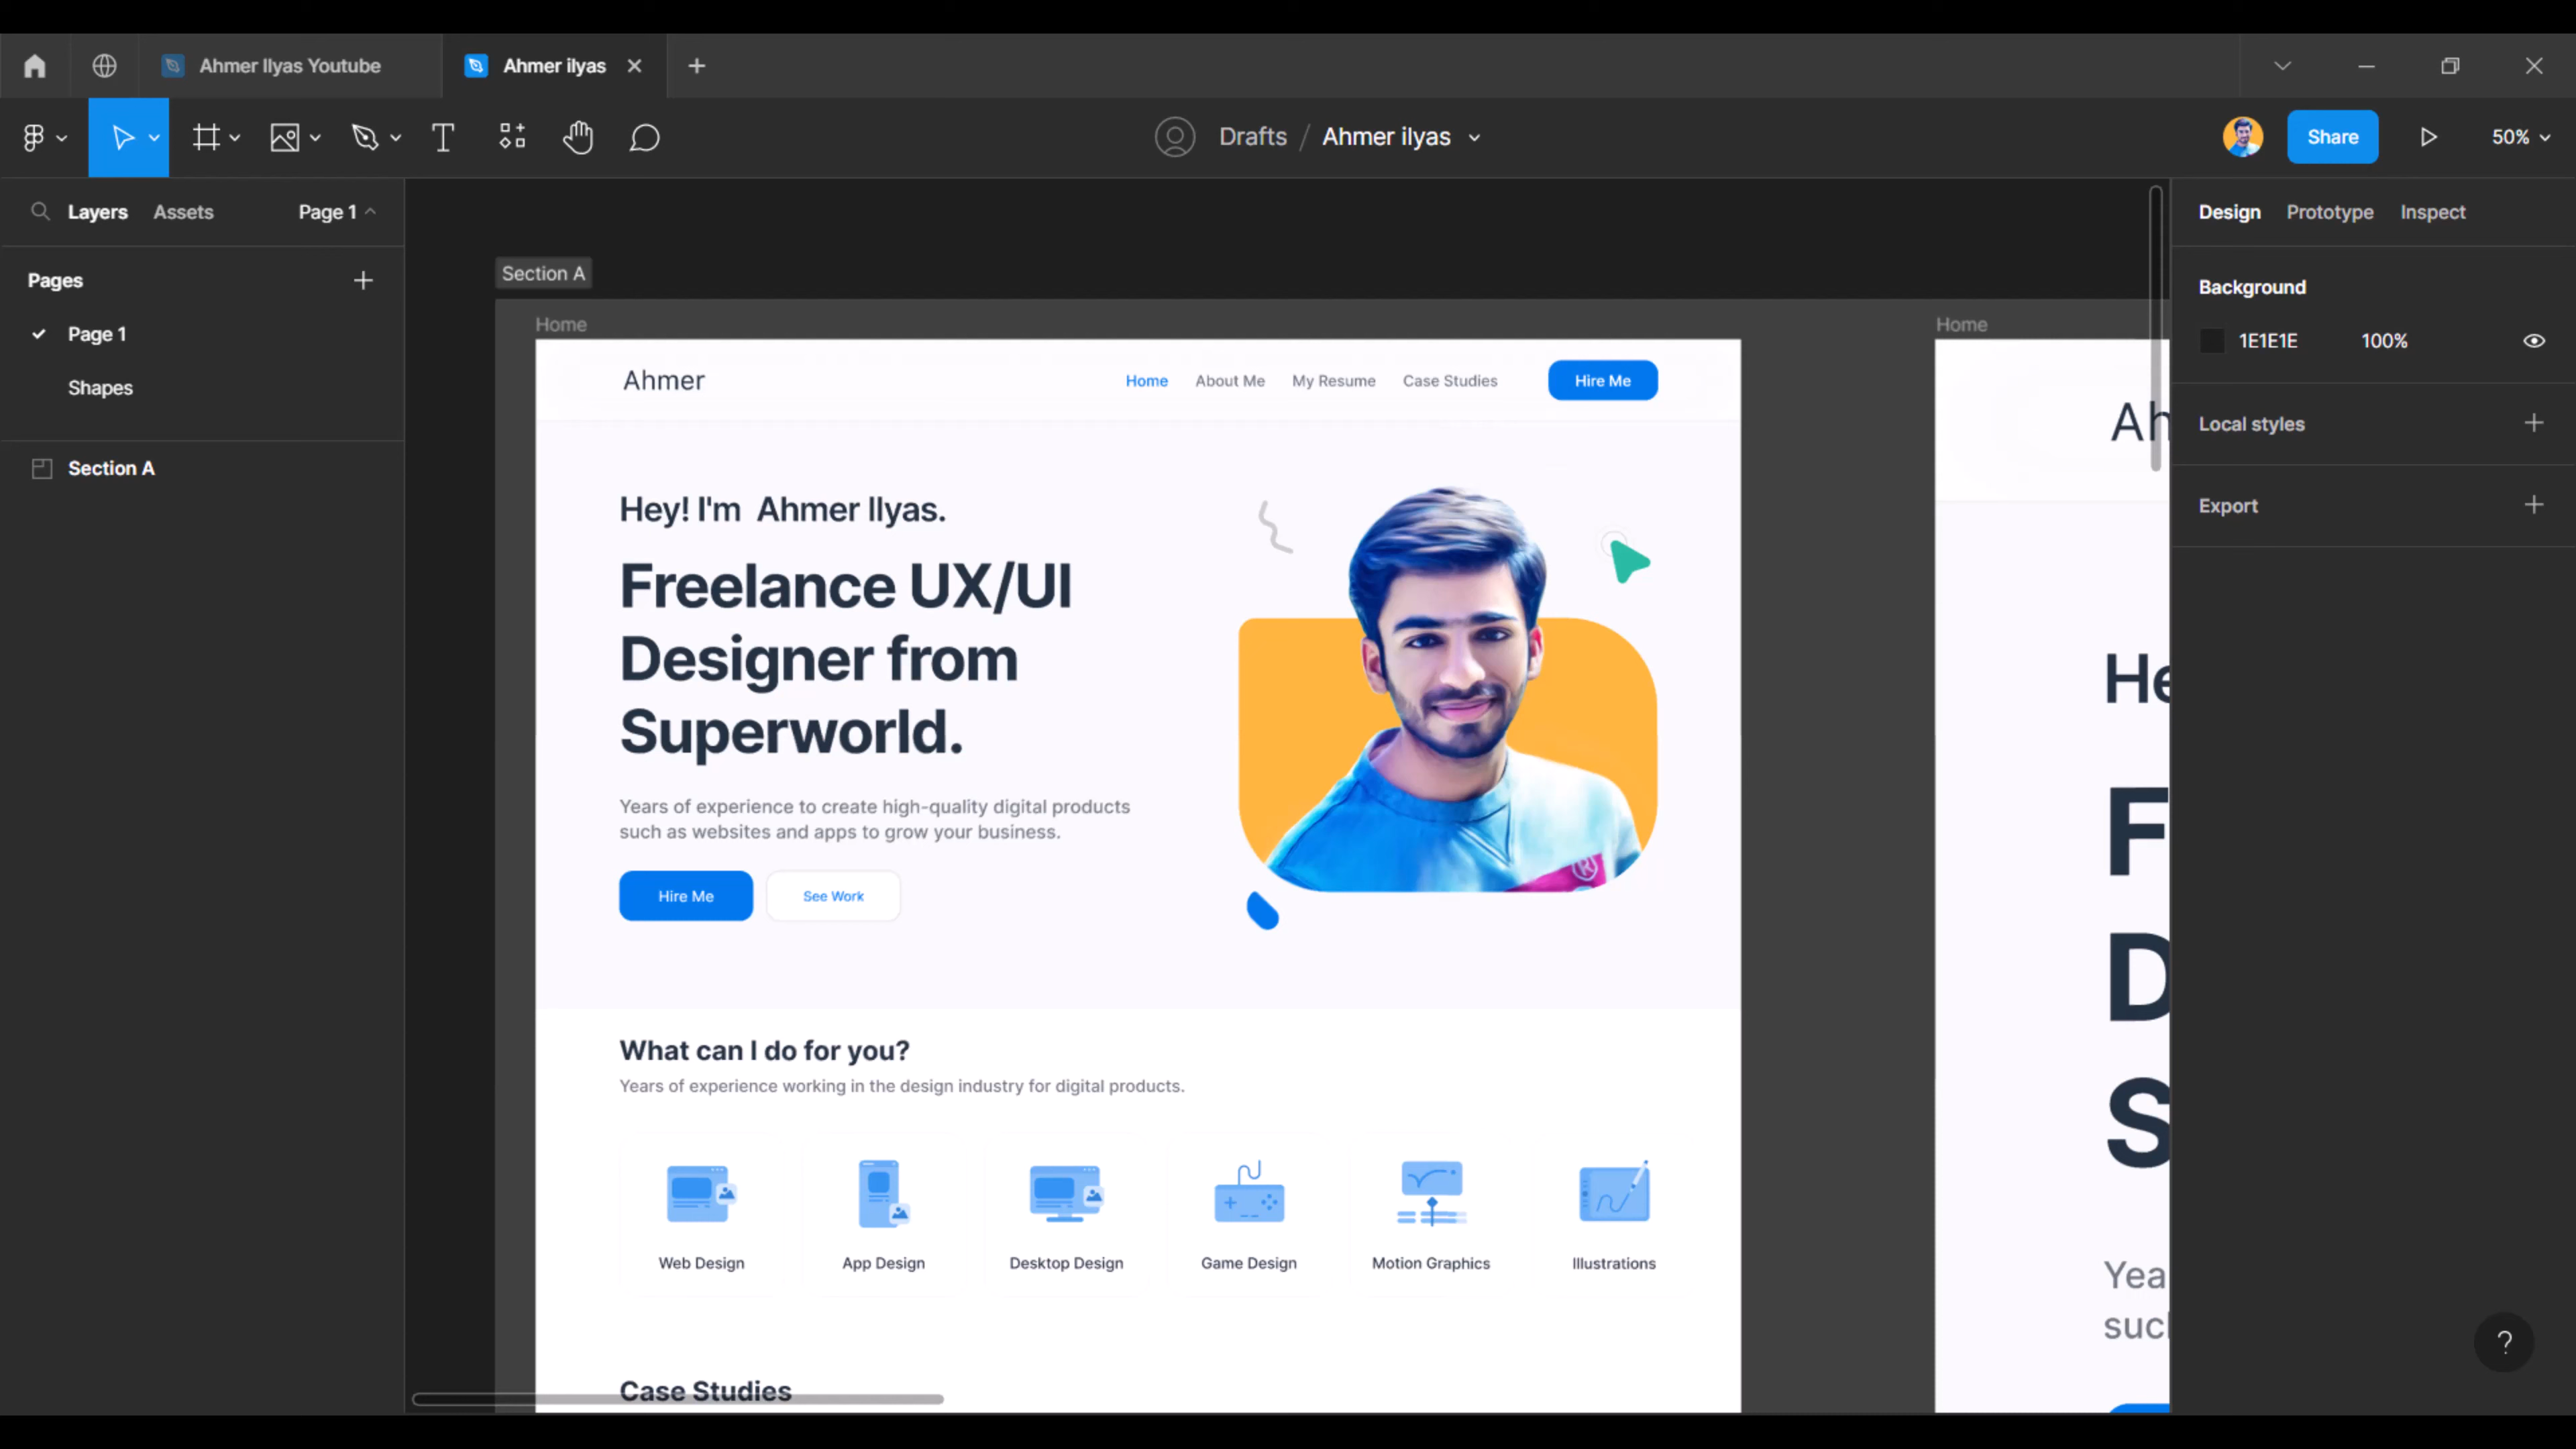 Ahmer Ilyas Youtube
Ahmer ilyas
Drafts / Ahmer ilyas
Share
50%
Layers
Assets
Page 1
Pages
Page 1
Shapes
Section A
Section A
Home
Ahmer
Home
About Me
My Resume
Case Studies
Hire Me
Hey! I'm Ahmer Ilyas.
Freelance UX/UI
Designer from
Superworld.
Years of experience to create high-quality digital products
such as websites and apps to grow your business.
Hire Me
See Work
What can I do for you?
Years of experience working in the design industry for digital products.
Web Design
App Design
Desktop Design
Game Design
Motion Graphics
Illustrations
Case Studies
Home
Ah
He
F
D
S
Yea
suc
Design
Prototype
Inspect
Background
1E1E1E
100%
Local styles
Export
?